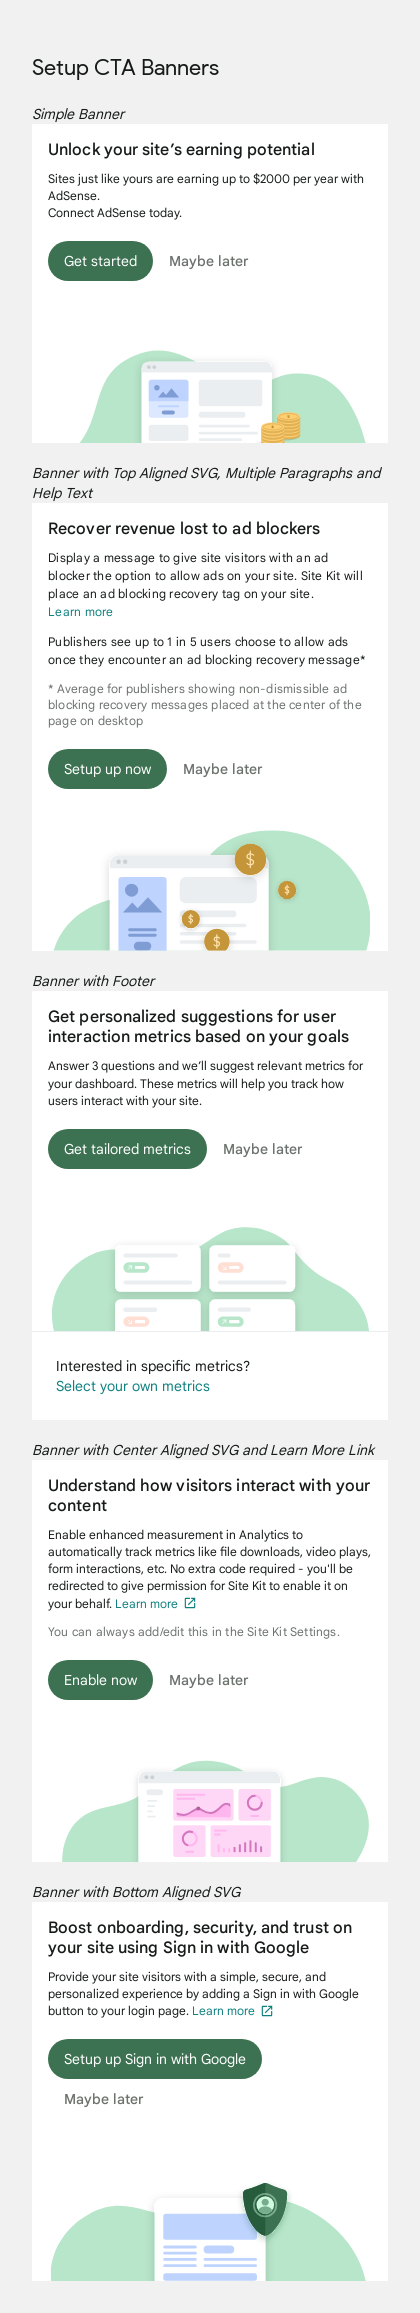 Setup CTA Banners
Simple Banner
Unlock your site's earning potential
Sites just like yours are earning up to $2000 per year with
AdSense.
Connect AdSense today.
Get started
Maybe later
Banner with Top Aligned SVG, Multiple Paragraphs and
Help Text
Recover revenue lost to ad blockers
Display a message to give site visitors with an ad
blocker the option to allow ads on your site. Site Kit will
place an ad blocking recovery tag on your site.
Learn more
Publishers see up to 1 in 5 users choose to allow ads
once they encounter an ad blocking recovery message*
* Average for publishers showing non-dismissible ad
blocking recovery messages placed at the center of the
page on desktop
Setup up now
Maybe later
$
$
$
$
Banner with Footer
Get personalized suggestions for user
interaction metrics based on your goals
Answer 3 questions and we'll suggest relevant metrics for
your dashboard. These metrics will help you track how
users interact with your site.
Get tailored metrics
Maybe later
Interested in specific metrics?
Select your own metrics
Banner with Center Aligned SVG and Learn More Link
Understand how visitors interact with your
content
Enable enhanced measurement in Analytics to
automatically track metrics like file downloads, video plays,
form interactions, etc. No extra code required - you'll be
redirected to give permission for Site Kit to enable it on
your behalf. Learn more
You can always add/edit this in the Site Kit Settings.
Enable now
Maybe later
Banner with Bottom Aligned SVG
Boost onboarding, security, and trust on
your site using Sign in with Google
Provide your site visitors with a simple, secure, and
personalized experience by adding a Sign in with Google
button to your login page. Learn more
Setup up Sign in with Google
Maybe later